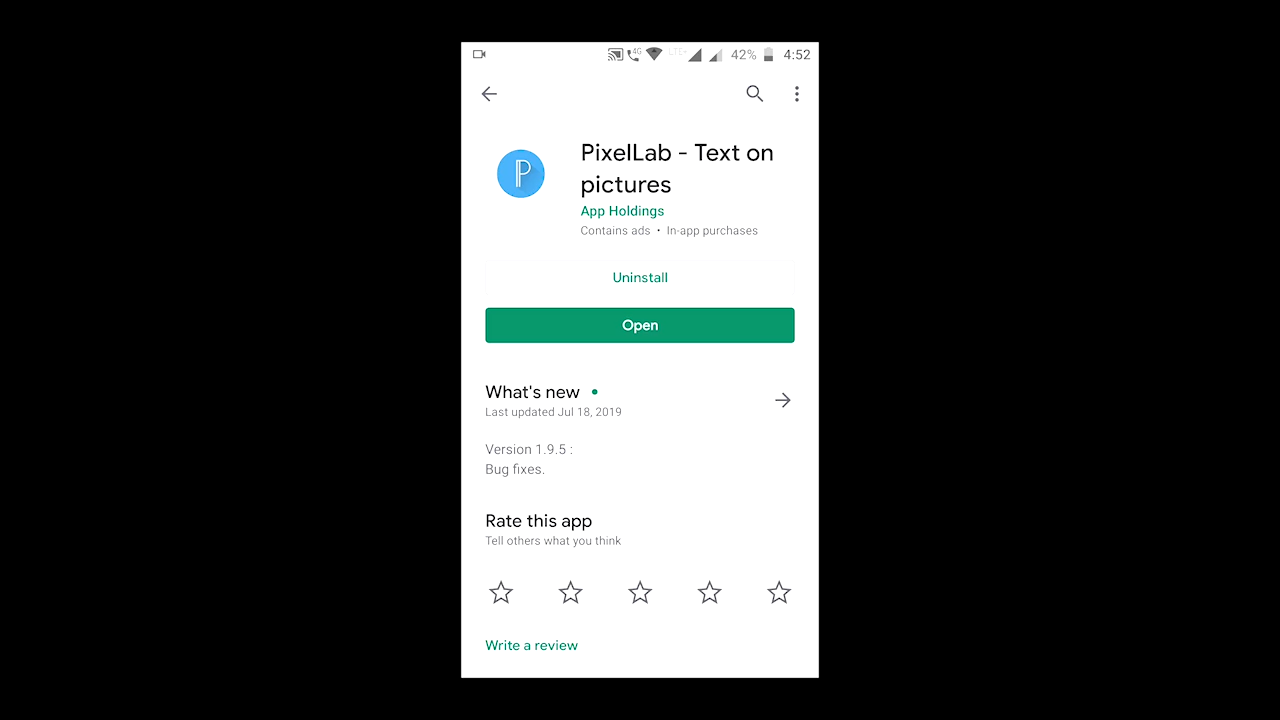 4G LTE+ 42% 4:52
PixelLab - Text on
pictures
App Holdings
Contains ads • In-app purchases
Uninstall
Open
What's new
Last updated Jul 18, 2019
Version 1.9.5 :
Bug fixes.
Rate this app
Tell others what you think
Write a review